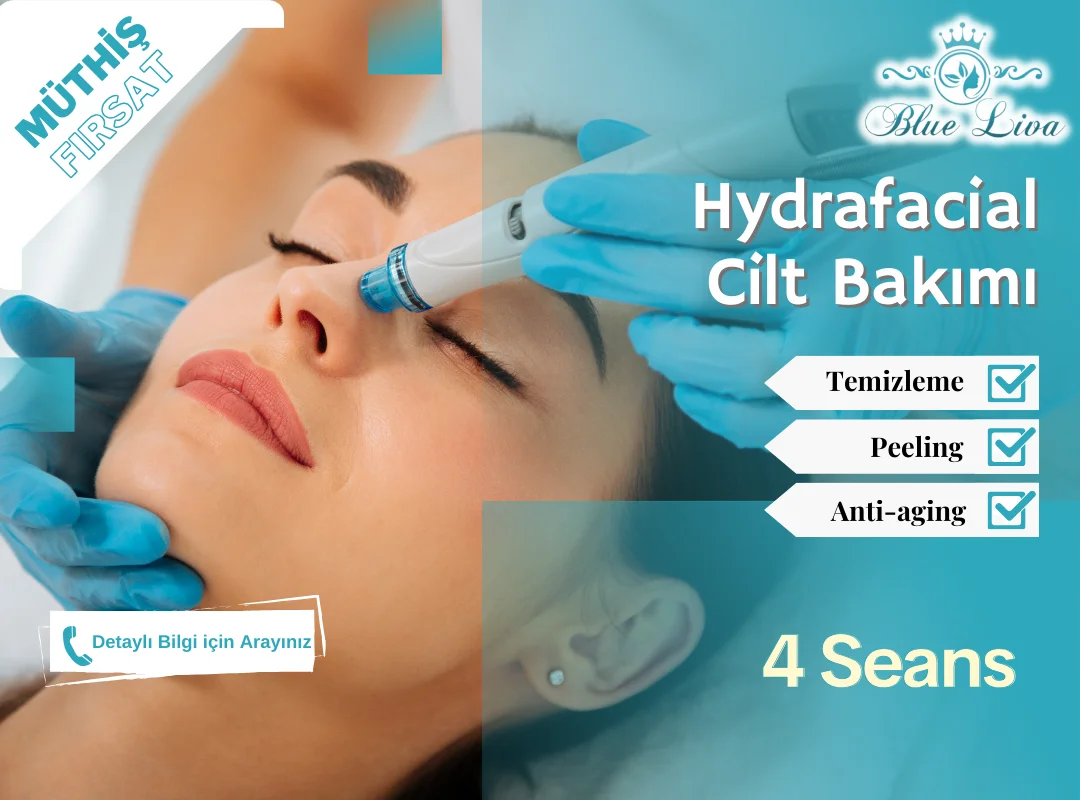 MÜTHİŞ
FIRSAT
Blue Liva
Hydrafacial
Cilt Bakımı
Temizleme
Peeling
Anti-aging
4 Seans
Detaylı Bilgi için Arayınız